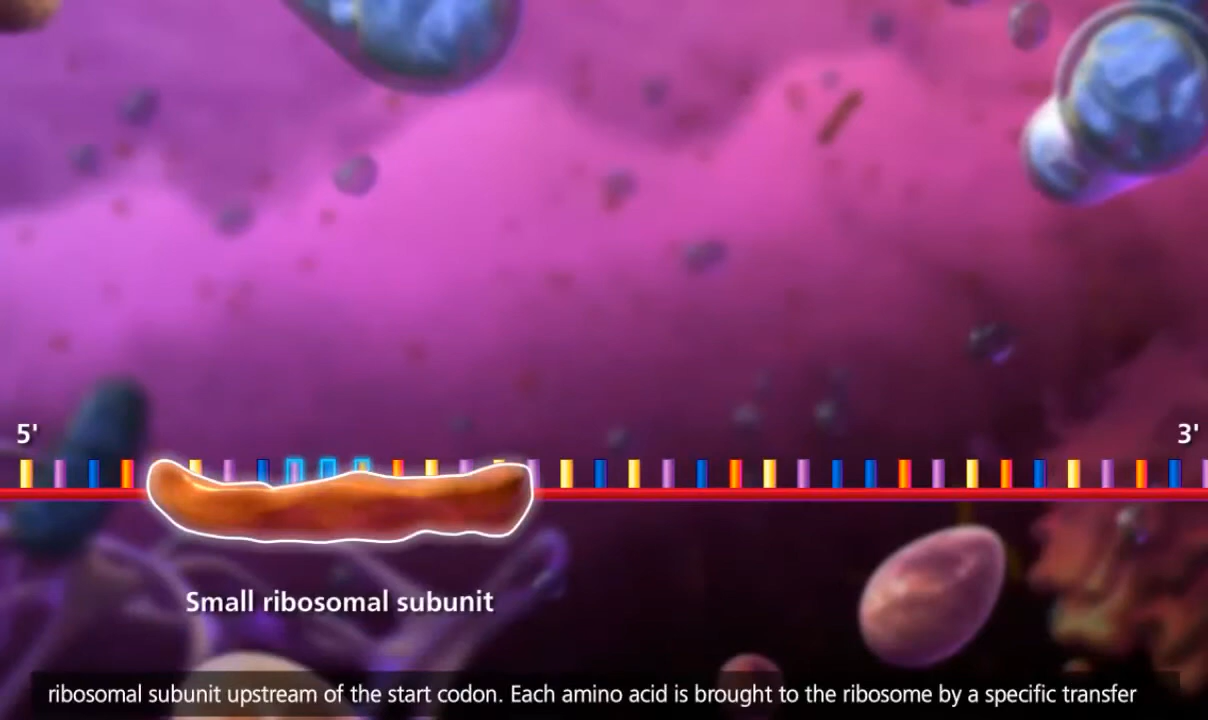 5'
3'
Small ribosomal subunit
ribosomal subunit upstream of the start codon. Each amino acid is brought to the ribosome by a specific transfer